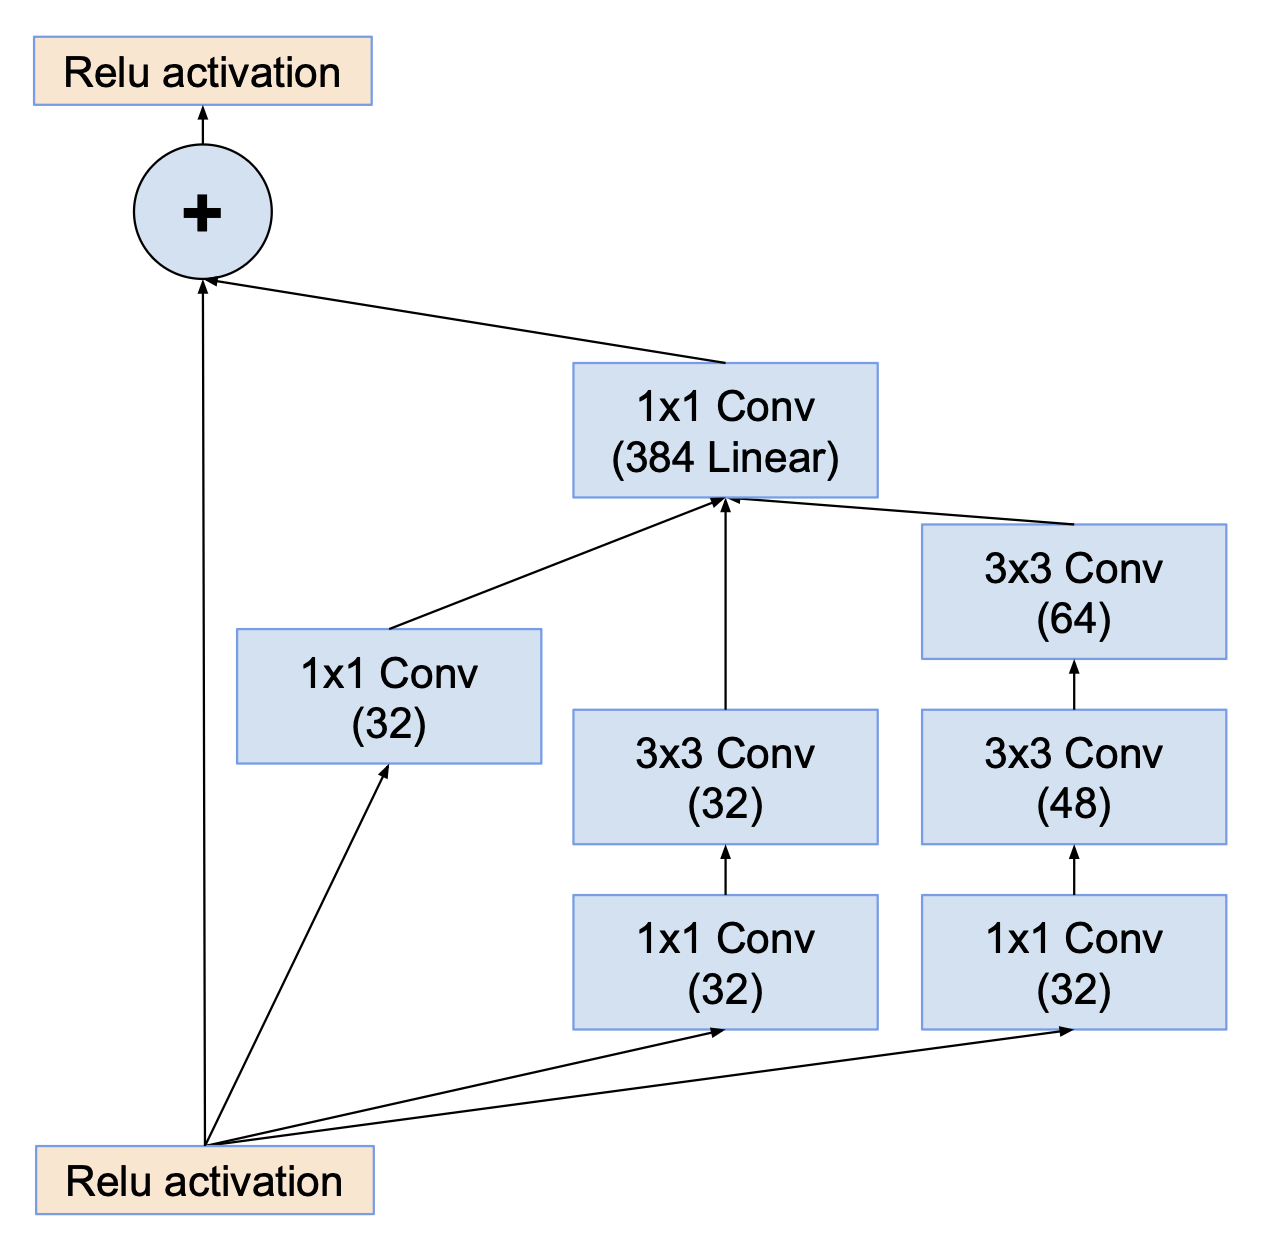 Relu activation
+
1x1 Conv
(384 Linear)
3x3 Conv
(64)
1x1 Conv
(32)
3x3 Conv
(32)
3x3 Conv
(48)
1x1 Conv
(32)
1x1 Conv
(32)
Relu activation